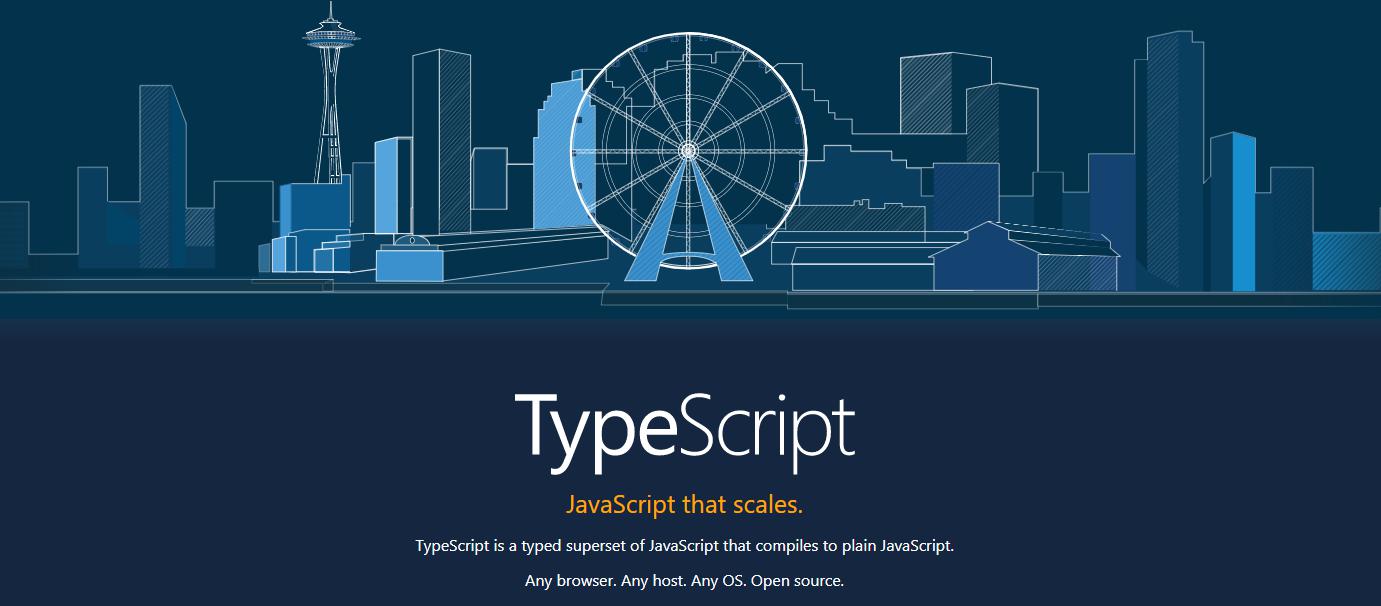 TypeScript
JavaScript that scales.
TypeScript is a typed superset of JavaScript that compiles to plain JavaScript.
Any browser. Any host. Any OS. Open source.